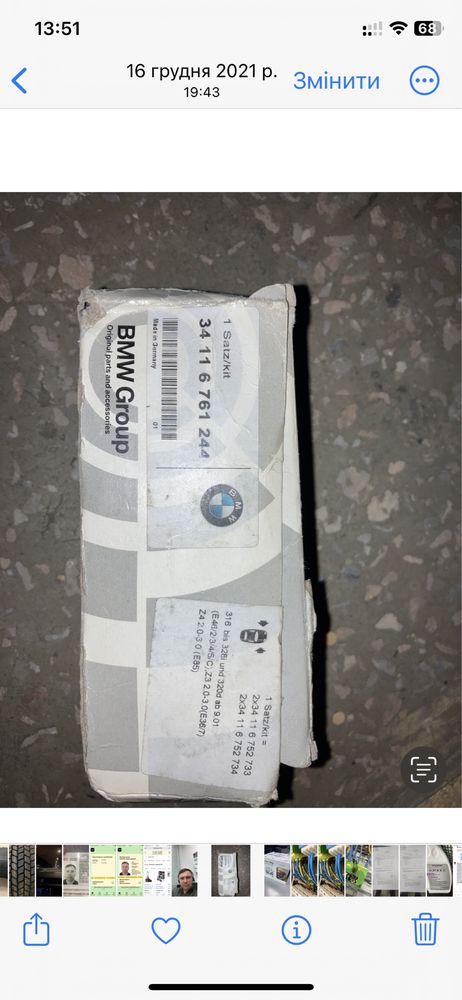 13:51
68
16 грудня 2021 р.
19:43
Змінити
1 Satz/kit
34 11 6 761 244
01
Made in Germany
BMW Group
Original parts and accessories
BMW
1 Satz/kit =
2x34 11 6 752 733
2x34 11 6 752 734
316 bis 328i und 320d ab 9.01
(E46/2/3/4/5/C),Z3 2.0-3.0(E36/7)
Z4 2.0-3.0 (E85)